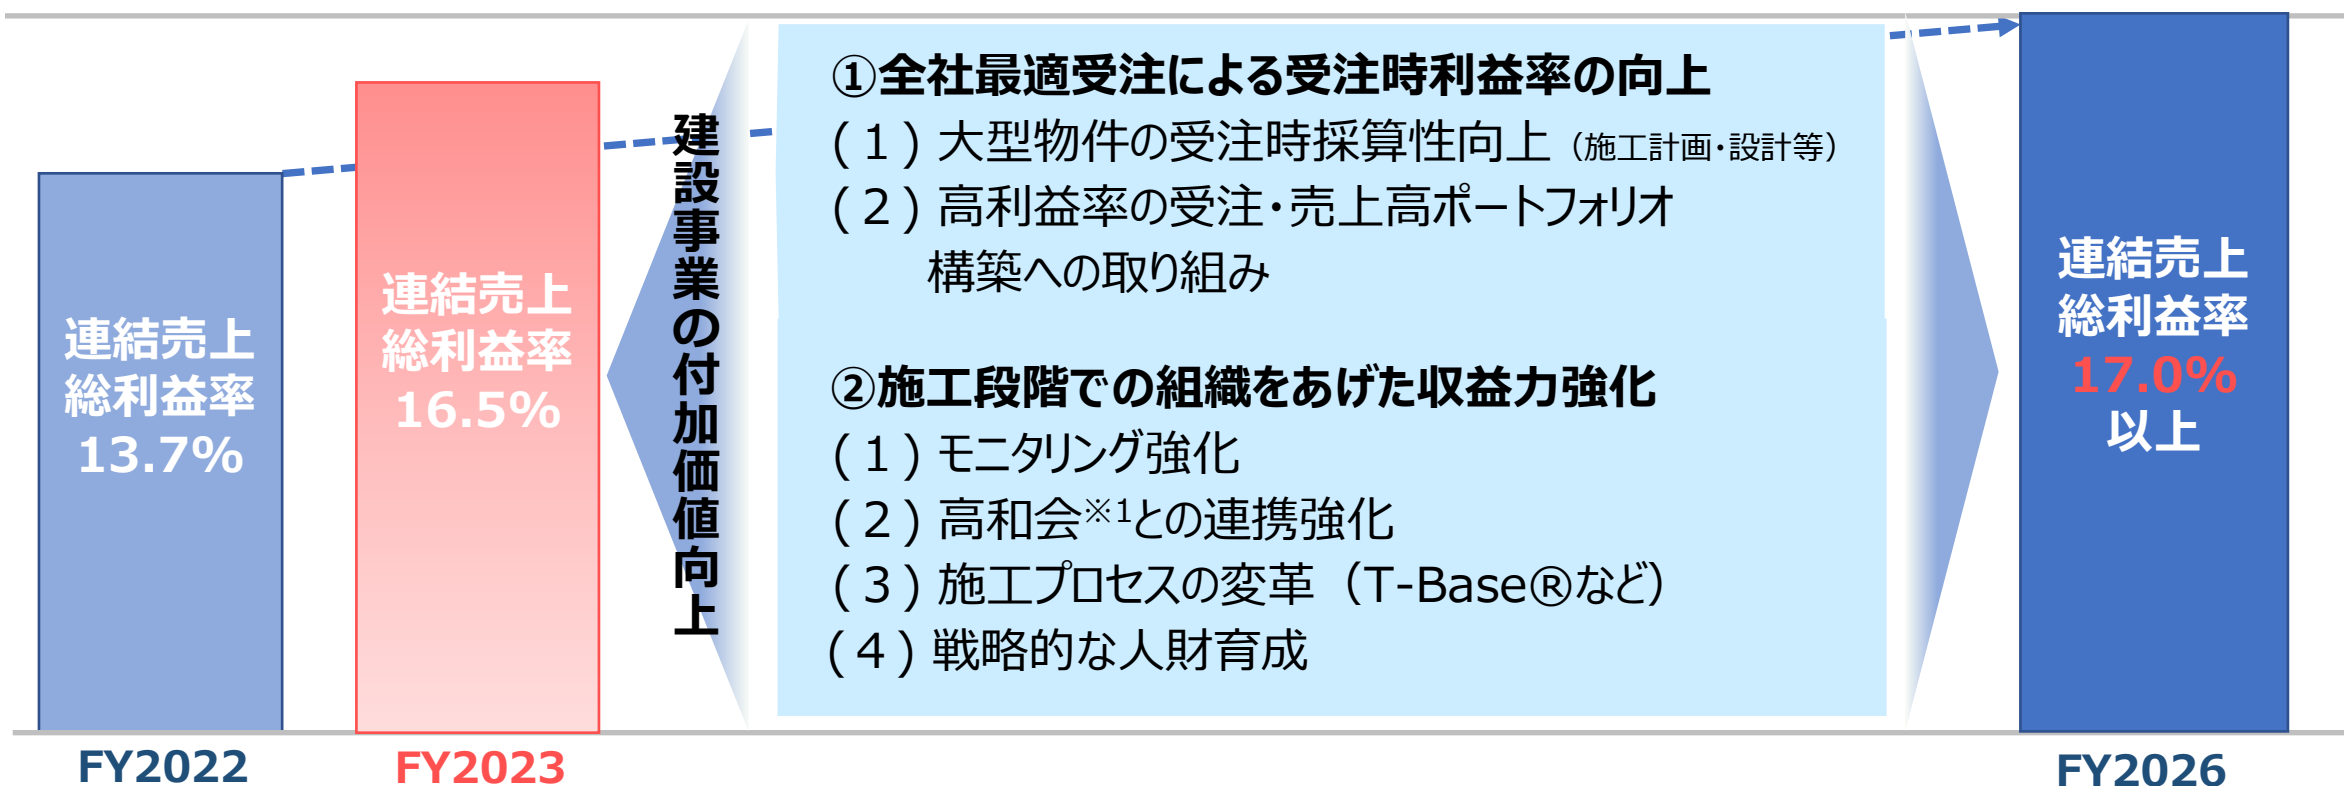 連結売上
総利益率
13.7%
FY2022
連結売上
総利益率
16.5%
FY2023
建設事業の付加価値向上
①全社最適受注による受注時利益率の向上
(１) 大型物件の受注時採算性向上（施工計画・設計等）
(２) 高利益率の受注・売上高ポートフォリオ
構築への取り組み
②施工段階での組織をあげた収益力強化
(１) モニタリング強化
(２) 高和会※1との連携強化
(３) 施工プロセスの変革（T-Base®など）
(４) 戦略的な人財育成
連結売上
総利益率
17.0%
以上
FY2026